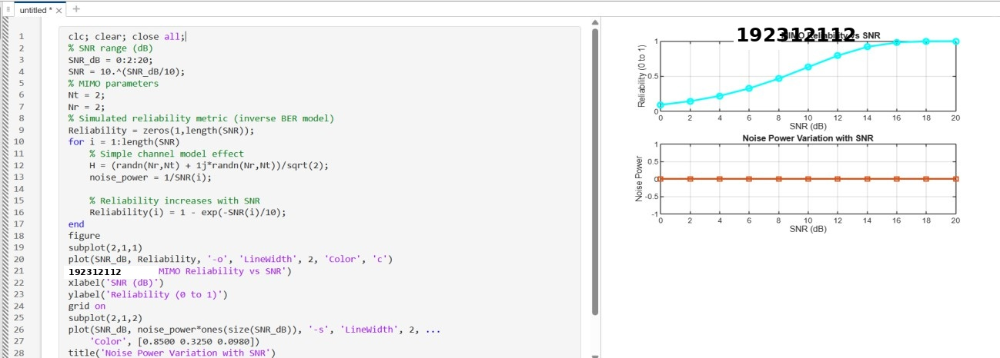 untitled * × +
1 clc; clear; close all;
2 % SNR range (dB)
3 SNR_dB = 0:2:20;
4 SNR = 10.^(SNR_dB/10);
5 % MIMO parameters
6 Nt = 2;
7 Nr = 2;
8 % Simulated reliability metric (inverse BER model)
9 Reliability = zeros(1,length(SNR));
10 for i = 1:length(SNR)
11 % Simple channel model effect
12 H = (randn(Nr,Nt) + 1j*randn(Nr,Nt))/sqrt(2);
13 noise_power = 1/SNR(i);
14
15 % Reliability increases with SNR
16 Reliability(i) = 1 - exp(-SNR(i)/10);
17 end
18 figure
19 subplot(2,1,1)
20 plot(SNR_dB, Reliability, '-o', 'LineWidth', 2, 'Color', 'c')
21 192312112 MIMO Reliability vs SNR')
22 xlabel('SNR (dB)')
23 ylabel('Reliability (0 to 1)')
24 grid on
25 subplot(2,1,2)
26 plot(SNR_dB, noise_power*ones(size(SNR_dB)), '-s', 'LineWidth', 2, ...
27 'Color', [0.8500 0.3250 0.0980])
28 title('Noise Power Variation with SNR')
192312112
MIMO Reliability vs SNR
Reliability (0 to 1)
1
0.5
0
0 2 4 6 8 10 12 14 16 18 20
SNR (dB)
Noise Power Variation with SNR
Noise Power
1
0.5
0
-0.5
-1
0 2 4 6 8 10 12 14 16 18 20
SNR (dB)